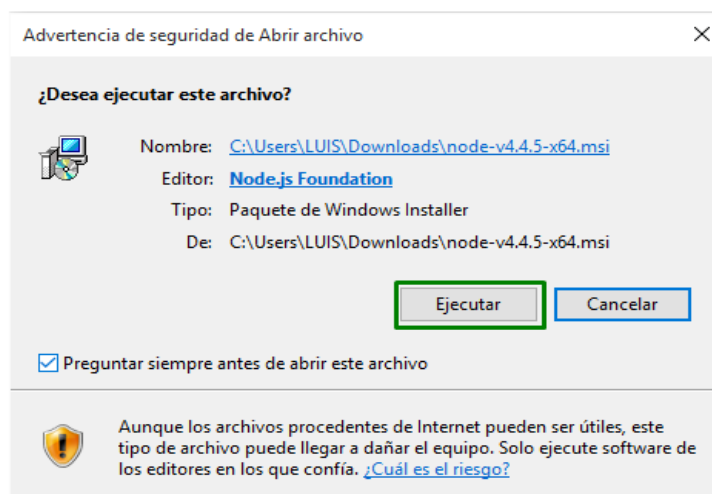 Advertencia de seguridad de Abrir archivo
¿Desea ejecutar este archivo?
Nombre: C:\Users\LUIS\Downloads\node-v4.4.5-x64.msi
Editor: Node.js Foundation
Tipo: Paquete de Windows Installer
De: C:\Users\LUIS\Downloads\node-v4.4.5-x64.msi
Ejecutar Cancelar
Preguntar siempre antes de abrir este archivo
Aunque los archivos procedentes de Internet pueden ser útiles, este
tipo de archivo puede llegar a dañar el equipo. Solo ejecute software de
los editores en los que confía. ¿Cuál es el riesgo?